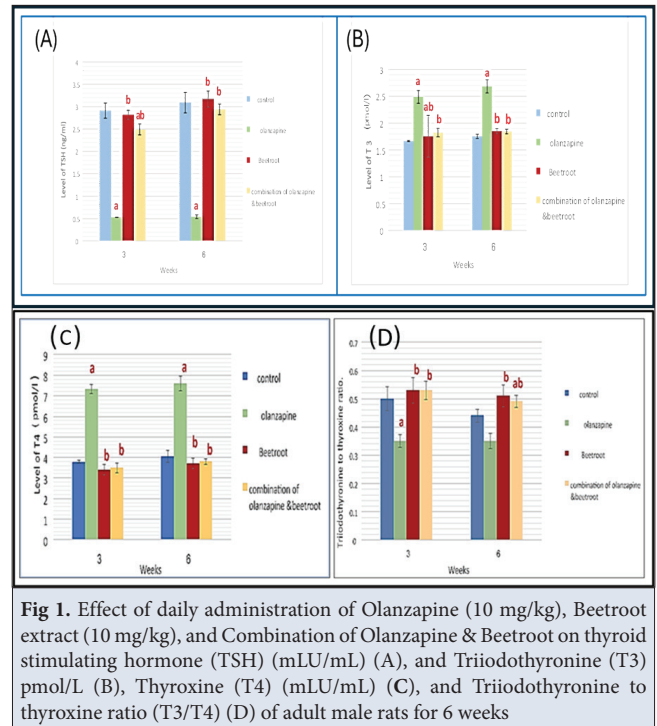 (A)
Level of TSH (ng/ml)
4
3.5
3
2.5
2
1.5
1
0.5
0
a
b
ab
a
b
b
3
6
Weeks
control
olanzapine
Beetroot
combination of olanzapine
&beetroot
(B)
Level of T 3 (pmol/l)
3
2.5
2
1.5
1
0.5
0
a
ab
b
a
b
b
3
6
Weeks
control
olanzapine
Beetroot
combination of olanzapine
&beetroot
(C)
Level of T4 ( pmol/l )
9
8
7
6
5
4
3
2
1
0
a
b
b
a
b
b
3
6
Weeks
control
olanzapine
Beetroot
combination of
olanzapine &beetroot
(D)
Triiodothyronine to thyroxine ratio.
0.7
0.6
0.5
0.4
0.3
0.2
0.1
0
a
b
b
b
ab
3
6
Weeks
control
olanzapine
Beetroot
combination of
olanzapine &beetroot
Fig 1. Effect of daily administration of Olanzapine (10 mg/kg), Beetroot
extract (10 mg/kg), and Combination of Olanzapine & Beetroot on thyroid
stimulating hormone (TSH) (mLU/mL) (A), and Triiodothyronine (T3)
pmol/L (B), Thyroxine (T4) (mLU/mL) (C), and Triiodothyronine to
thyroxine ratio (T3/T4) (D) of adult male rats for 6 weeks